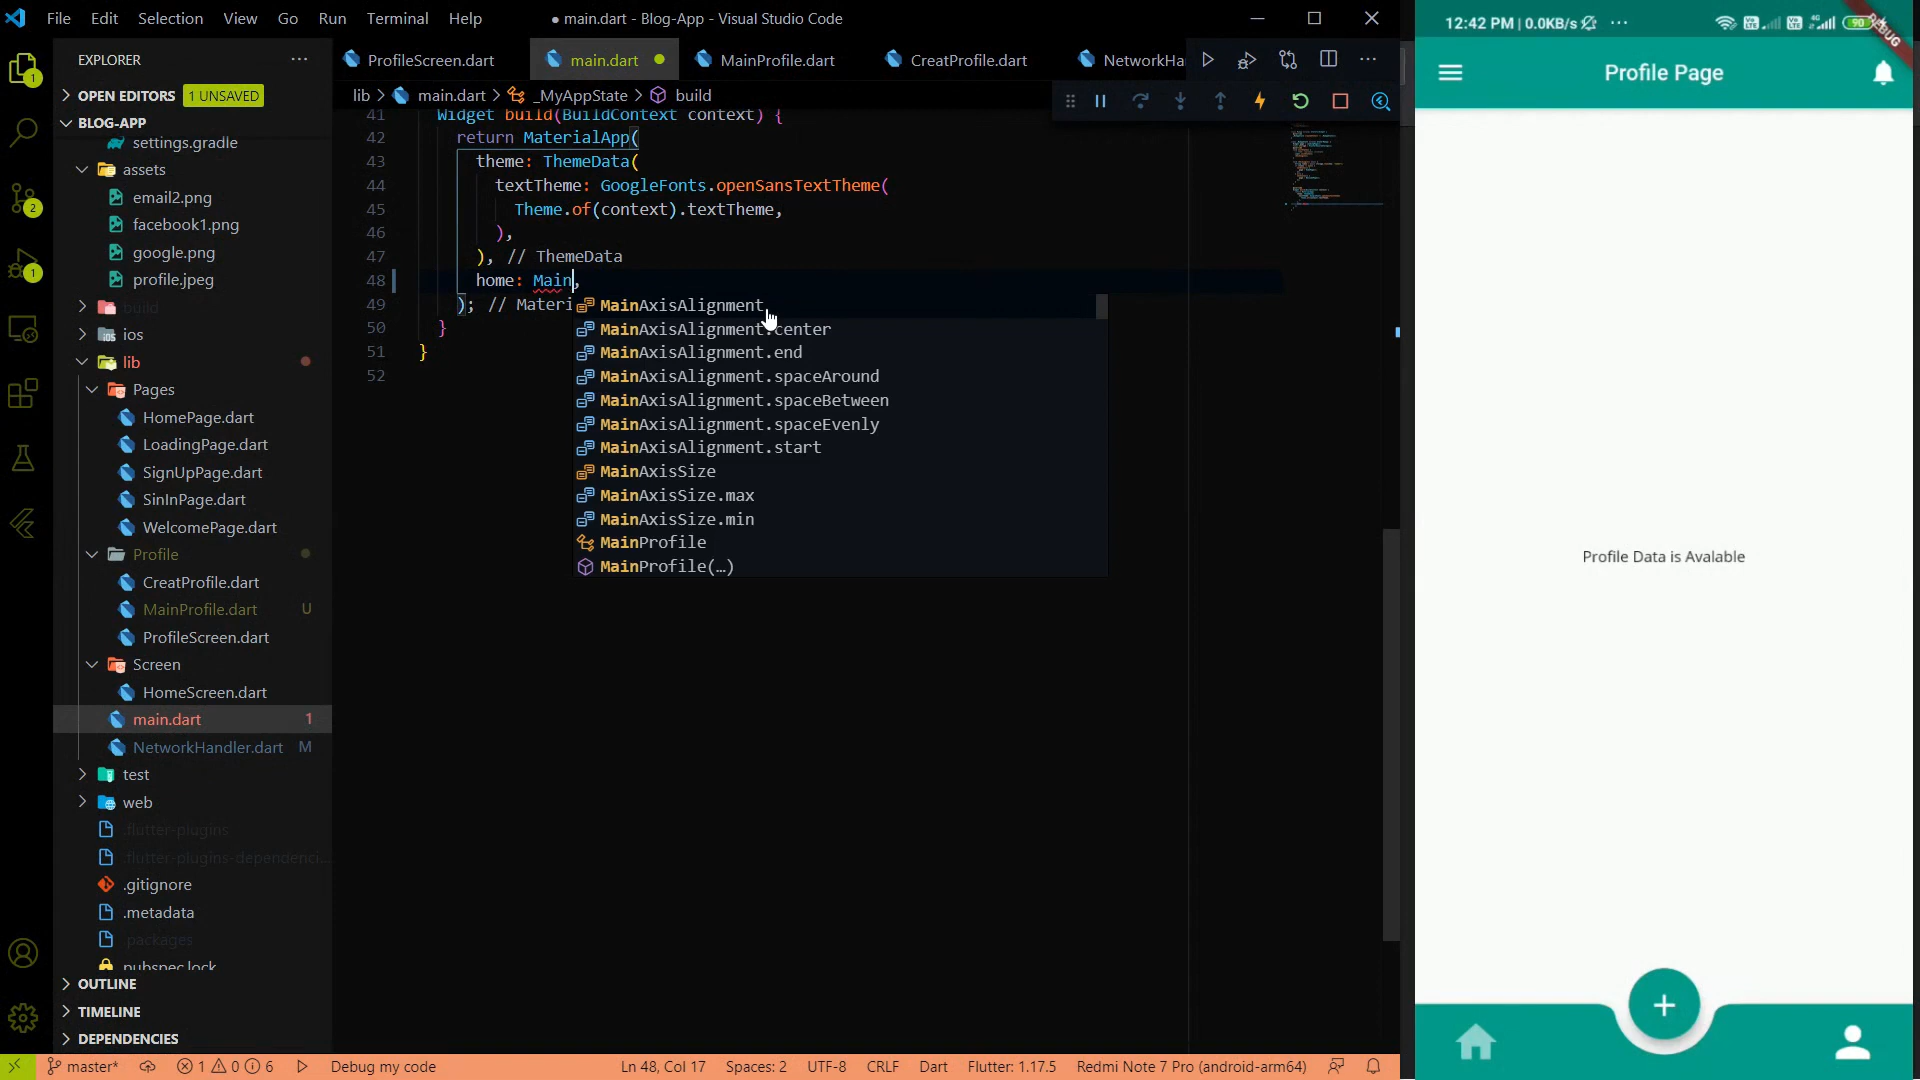 File Edit Selection View Go Run Terminal Help
● main.dart - Blog-App - Visual Studio Code
EXPLORER
OPEN EDITORS 1 UNSAVED
BLOG-APP
settings.gradle
assets
email2.png
facebook1.png
google.png
profile.jpeg
build
ios
lib
Pages
HomePage.dart
LoadingPage.dart
SignUpPage.dart
SinInPage.dart
WelcomePage.dart
Profile
CreatProfile.dart
MainProfile.dart U
ProfileScreen.dart
Screen
HomeScreen.dart
main.dart 1
NetworkHandler.dart M
test
web
.flutter-plugins
.flutter-plugins-dependenci...
.gitignore
.metadata
.packages
pubspec.lock
OUTLINE
TIMELINE
DEPENDENCIES
1
2
1
ProfileScreen.dart main.dart MainProfile.dart CreatProfile.dart NetworkHa
lib > main.dart > _MyAppState > build
41 Widget build(BuildContext context) {
42 return MaterialApp(
43 theme: ThemeData(
44 textTheme: GoogleFonts.openSansTextTheme(
45 Theme.of(context).textTheme,
46 ),
47 ), // ThemeData
48 home: Main,
49 ); // Materi
50 }
51 }
52
MainAxisAlignment
MainAxisAlignment.center
MainAxisAlignment.end
MainAxisAlignment.spaceAround
MainAxisAlignment.spaceBetween
MainAxisAlignment.spaceEvenly
MainAxisAlignment.start
MainAxisSize
MainAxisSize.max
MainAxisSize.min
MainProfile
MainProfile(…)
master* 1 0 6 Debug my code
Ln 48, Col 17 Spaces: 2 UTF-8 CRLF Dart Flutter: 1.17.5 Redmi Note 7 Pro (android-arm64)
12:42 PM | 0.0KB/s
4G 90
DEBUG
Profile Page
Profile Data is Avalable